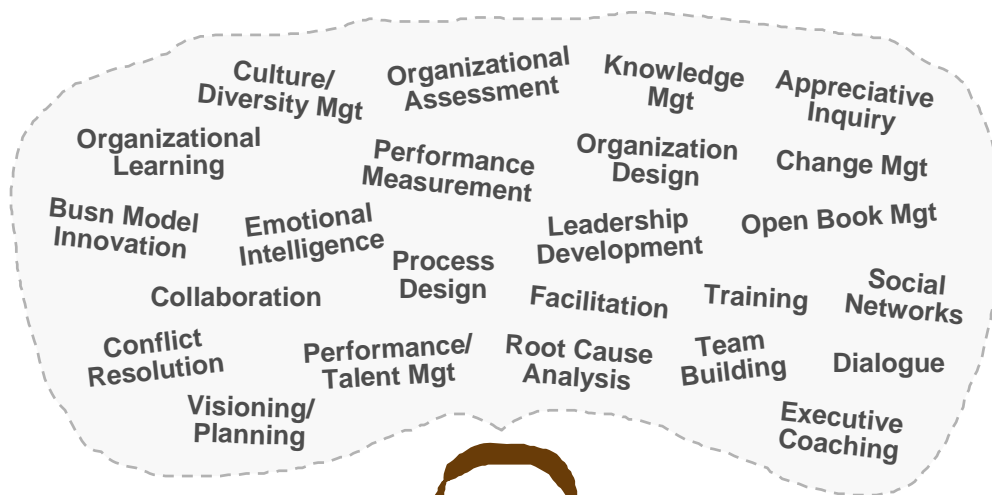 Culture/
Diversity Mgt
Organizational
Assessment
Knowledge
Mgt
Appreciative
Inquiry
Organizational
Learning
Performance
Measurement
Organization
Design
Change Mgt
Busn Model
Innovation
Emotional
Intelligence
Process
Design
Leadership
Development
Open Book Mgt
Collaboration
Facilitation
Training
Social
Networks
Conflict
Resolution
Performance/
Talent Mgt
Root Cause
Analysis
Team
Building
Dialogue
Visioning/
Planning
Executive
Coaching